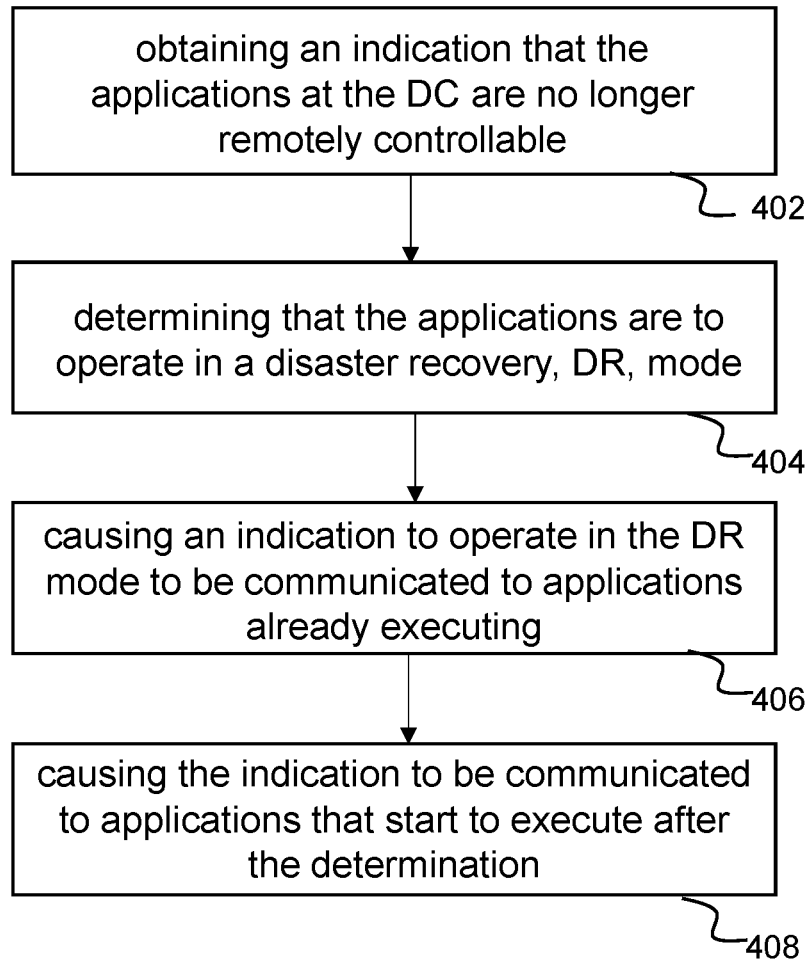 obtaining an indication that the
applications at the DC are no longer
remotely controllable
402
determining that the applications are to
operate in a disaster recovery, DR, mode
404
causing an indication to operate in the DR
mode to be communicated to applications
already executing
406
causing the indication to be communicated
to applications that start to execute after
the determination
408